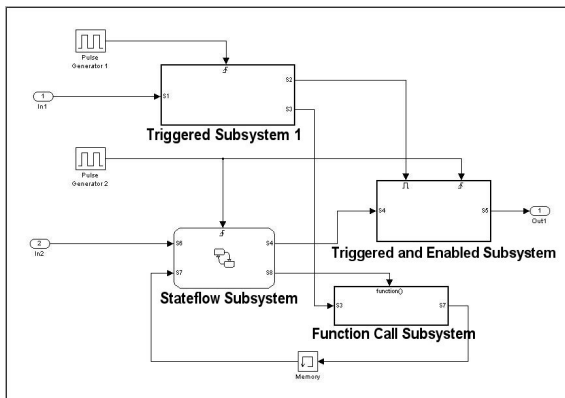 Pulse
Generator 1
1
In1
S1
S2
S3
Triggered Subsystem 1
Pulse
Generator 2
2
In2
S6
S7
S4
S8
Stateflow Subsystem
S4
S5
1
Out1
Triggered and Enabled Subsystem
function()
S3
S7
Function Call Subsystem
Memory